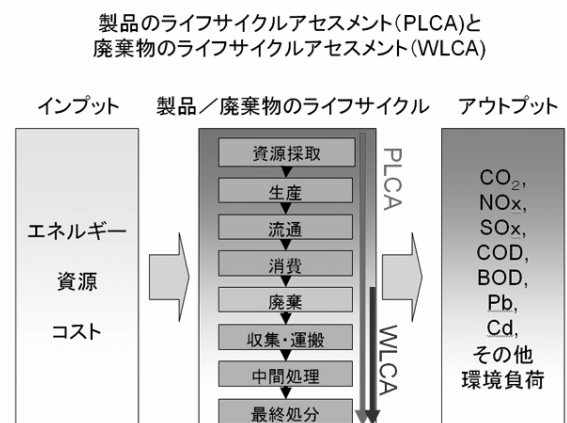 製品のライフサイクルアセスメント(PLCA)と
廃棄物のライフサイクルアセスメント(WLCA)
インプット
製品/廃棄物のライフサイクル
アウトプット
エネルギー
資源
コスト
資源採取
生産
流通
消費
廃棄
収集・運搬
中間処理
最終処分
PLCA
WLCA
CO2,
NOx,
SOx,
COD,
BOD,
Pb,
Cd,
その他
環境負荷